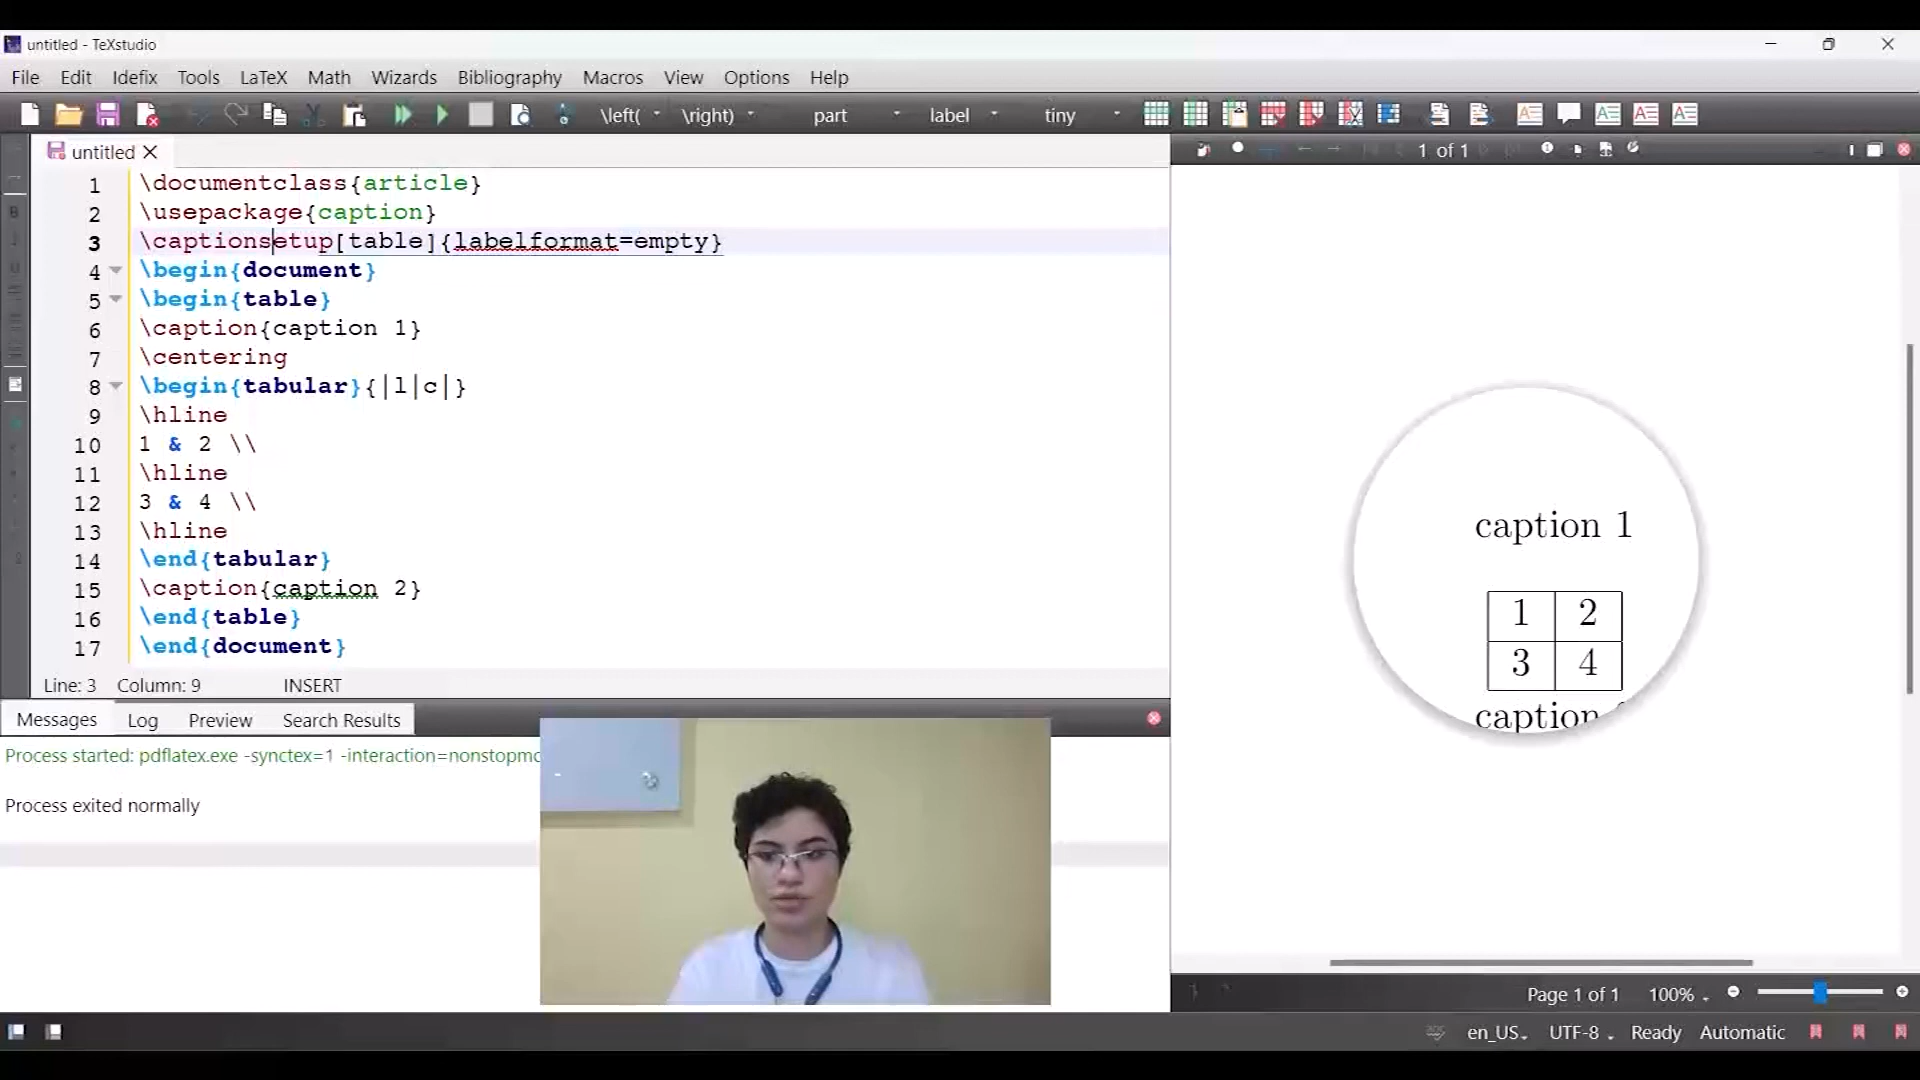 untitled - TeXstudio
File Edit Idefix Tools LaTeX Math Wizards Bibliography Macros View Options Help
\left( \right) part label tiny
untitled
1 of 1
1 \documentclass{article}
2 \usepackage{caption}
3 \captionsetup[table]{labelformat=empty}
4 \begin{document}
5 \begin{table}
6 \caption{caption 1}
7 \centering
8 \begin{tabular}{|l|c|}
9 \hline
10 1 & 2 \\
11 \hline
12 3 & 4 \\
13 \hline
14 \end{tabular}
15 \caption{caption 2}
16 \end{table}
17 \end{document}
Line: 3 Column: 9 INSERT
Messages Log Preview Search Results
Process started: pdflatex.exe -synctex=1 -interaction=nonstopmo
Process exited normally
caption 1
1 2
3 4
caption
Page 1 of 1 100%
en_US UTF-8 Ready Automatic